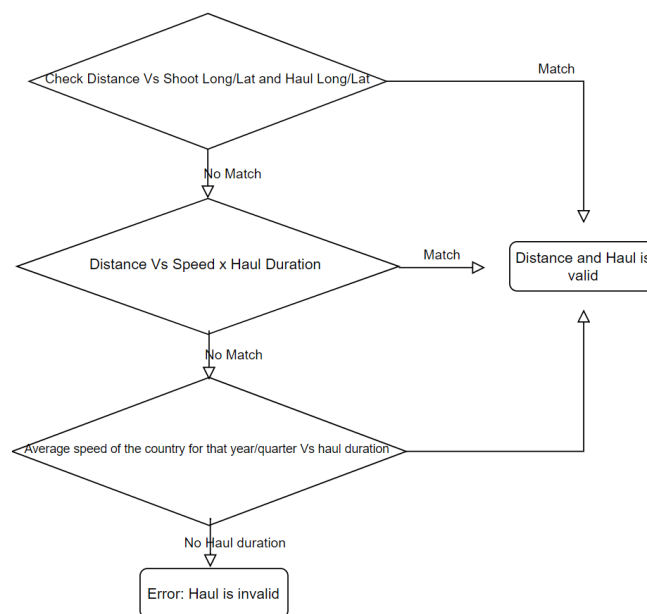 Check Distance Vs Shoot Long/Lat and Haul Long/Lat
Match
No Match
Distance Vs Speed x Haul Duration
Match
Distance and Haul is
valid
No Match
Average speed of the country for that year/quarter Vs haul duration
No Haul duration
Error: Haul is invalid